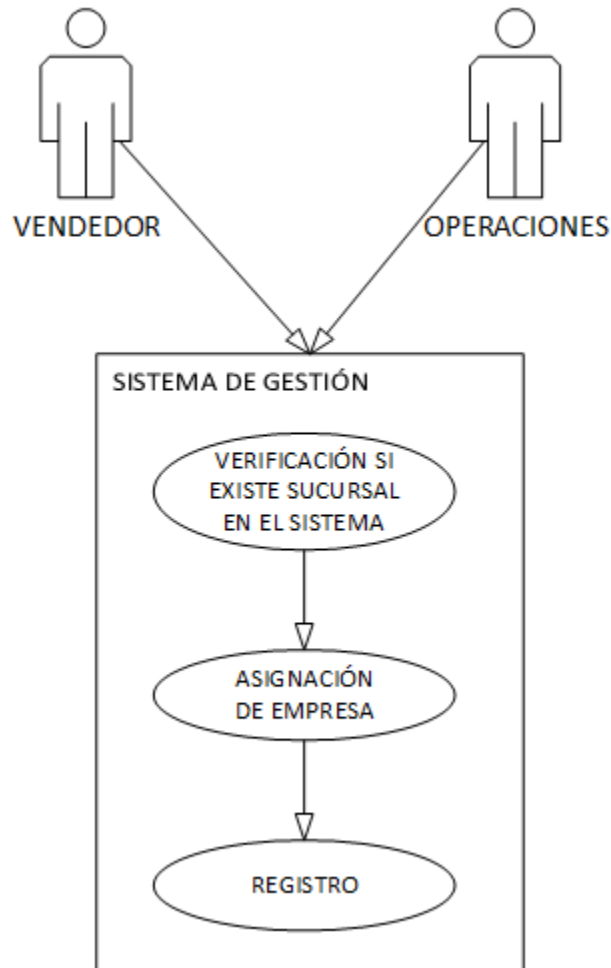 VENDEDOR
OPERACIONES
SISTEMA DE GESTIÓN
VERIFICACIÓN SI
EXISTE SUCURSAL
EN EL SISTEMA
ASIGNACIÓN
DE EMPRESA
REGISTRO